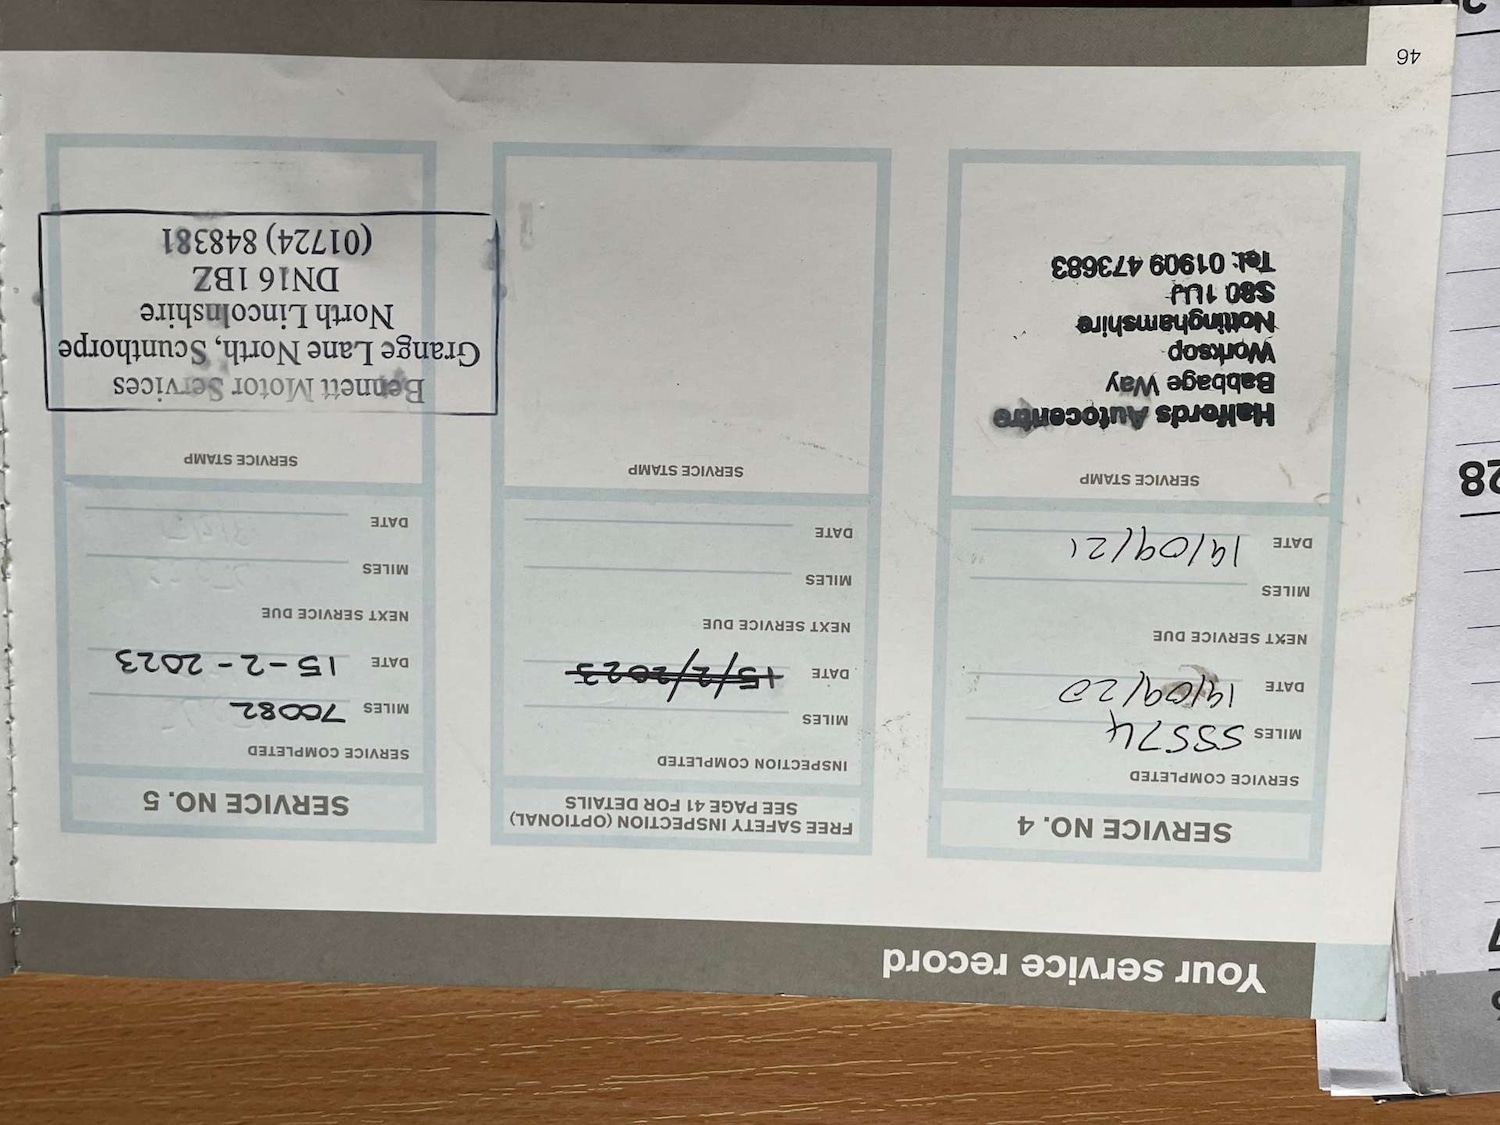 Your service record
SERVICE NO. 4
SERVICE COMPLETED
MILES 55574
DATE 19/09/20
NEXT SERVICE DUE
MILES
DATE 19/09/21
SERVICE STAMP
Halfords Autocentre
Babbage Way
Worksop
Nottinghamshire
S80 1UJ
Tel: 01909 473683
FREE SAFETY INSPECTION (OPTIONAL)
SEE PAGE 41 FOR DETAILS
INSPECTION COMPLETED
MILES
DATE 15/2/2023
NEXT SERVICE DUE
MILES
DATE
SERVICE STAMP
SERVICE NO. 5
SERVICE COMPLETED
MILES 70082
DATE 15-2-2023
NEXT SERVICE DUE
MILES
DATE
SERVICE STAMP
Bennett Motor Services
Grange Lane North, Scunthorpe
North Lincolnshire
DN16 1BZ
(01724) 848381
46
28